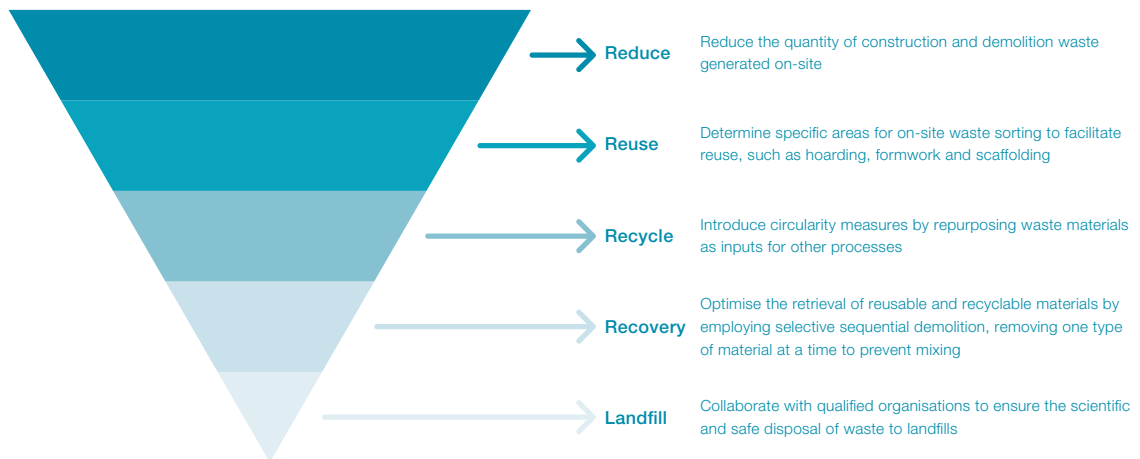 Reduce
Reduce the quantity of construction and demolition waste
generated on-site
Reuse
Determine specific areas for on-site waste sorting to facilitate
reuse, such as hoarding, formwork and scaffolding
Recycle
Introduce circularity measures by repurposing waste materials
as inputs for other processes
Recovery
Optimise the retrieval of reusable and recyclable materials by
employing selective sequential demolition, removing one type
of material at a time to prevent mixing
Landfill
Collaborate with qualified organisations to ensure the scientific
and safe disposal of waste to landfills